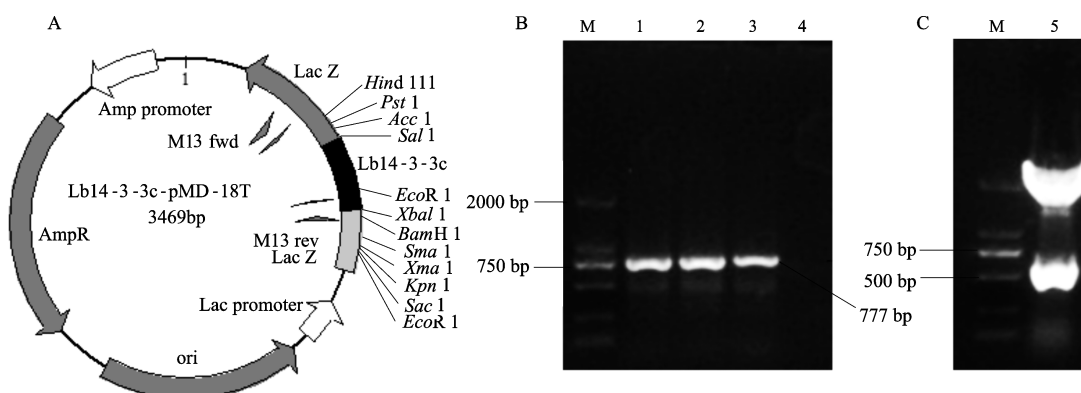 A
1
Lac Z
Hind 111
Pst 1
Acc 1
Sal 1
Amp promoter
M13 fwd
Lb14-3-3c
Lb14-3-3c-pMD-18T
3469bp
EcoR 1
Xbal 1
BamH 1
Sma 1
Xma 1
Kpn 1
Sac 1
EcoR 1
AmpR
M13 rev
Lac Z
Lac promoter
ori
B
M 1 2 3 4
2000 bp
750 bp
777 bp
C
M 5
750 bp
500 bp